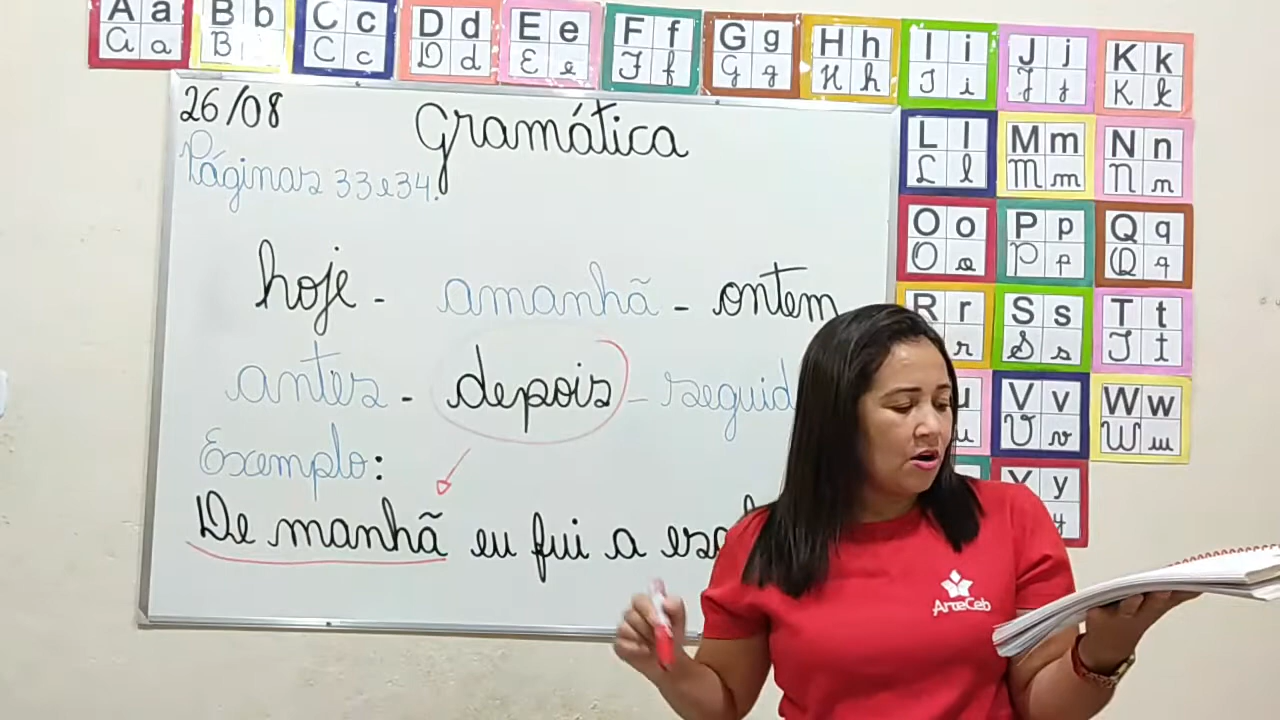 A a B b C c D d E e F f G g H h I i J j K k
A a B b C c D d E e F f G g H h I i J j K k
26/08
Gramática
L l M m N n
L l M m N n
Páginas 33 e 34.
O o P p Q q
O o P p Q q
hoje - amanhã - ontem
R r S s T t
r S s T t
antes - depois - seguid
V v W w
u V v W w
Exemplo:
Y y
y
De manhã eu fui a esc
ArteCeb